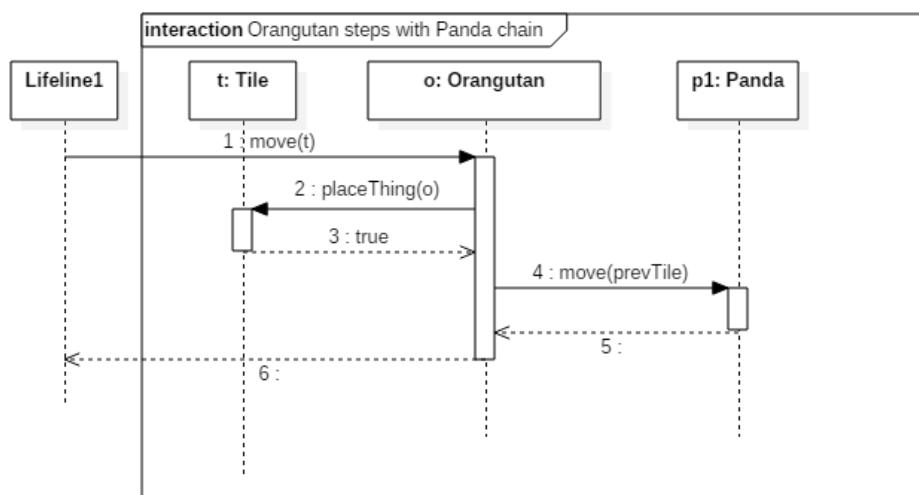 interaction Orangutan steps with Panda chain
Lifeline1
t: Tile
o: Orangutan
p1: Panda
1 : move(t)
2 : placeThing(o)
3 : true
4 : move(prevTile)
5 :
6 :